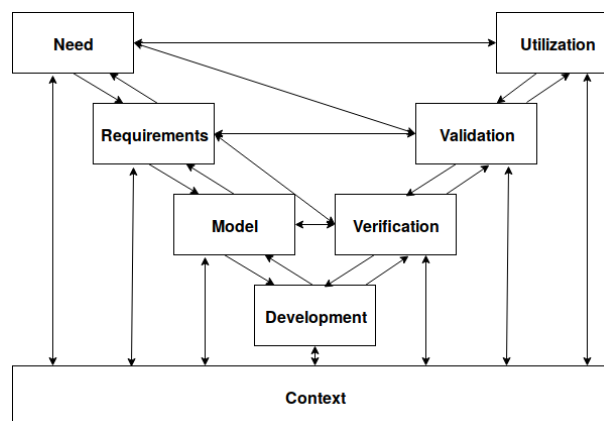 Need
Utilization
Requirements
Validation
Model
Verification
Development
Context